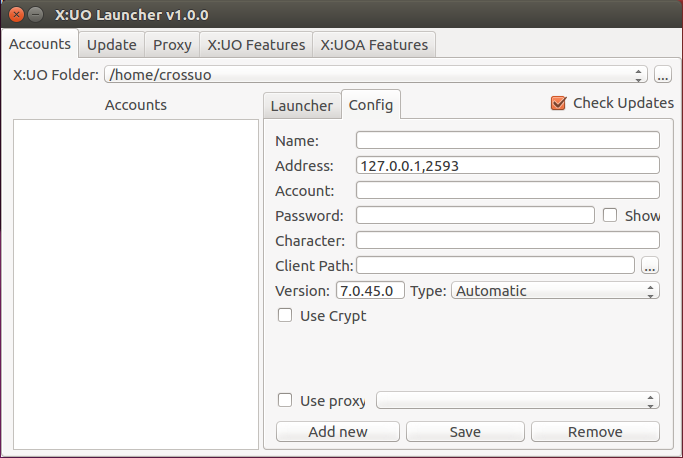 X:UO Launcher v1.0.0
Accounts Update Proxy X:UO Features X:UOA Features
X:UO Folder: /home/crossuo ...
Accounts Launcher Config Check Updates
Name:
Address: 127.0.0.1,2593
Account:
Password: Show
Character:
Client Path: ...
Version: 7.0.45.0 Type: Automatic
Use Crypt
Use proxy
Add new Save Remove